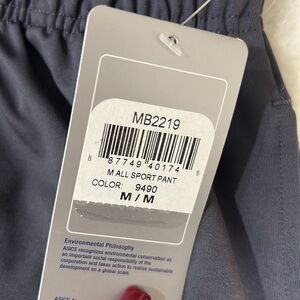 MB2219
8 87749 40174 5
M ALL SPORT PANT
COLOR: 9490
M / M
Environmental Philosophy
ASICS recognizes environmental conservation as
an important social responsibility of the
corporation and takes action to realize sustainable
development on a global scale.
ASICS